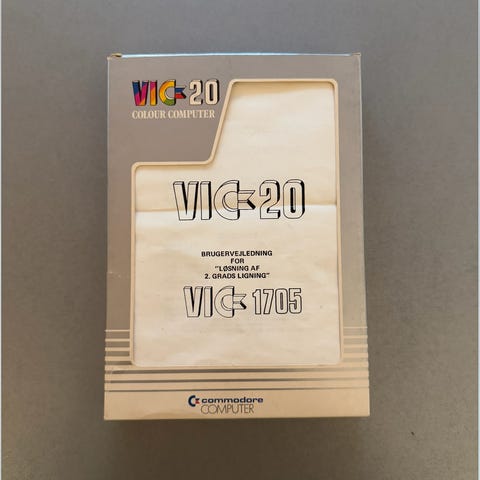 VIC-20
COLOUR COMPUTER
VIC-20
BRUGERVEJLEDNING
FOR
"LØSNING AF
2. GRADS LIGNING"
VIC-1705
commodore
COMPUTER